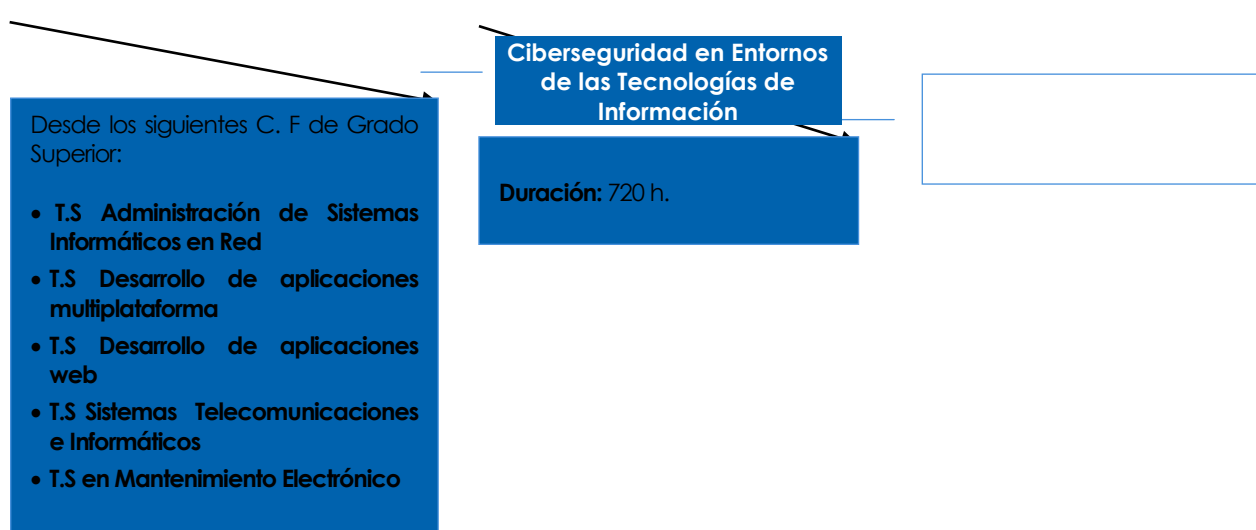 Desde los siguientes C. F de Grado
Superior:
• T.S Administración de Sistemas
Informáticos en Red
• T.S Desarrollo de aplicaciones
multiplataforma
• T.S Desarrollo de aplicaciones
web
• T.S Sistemas Telecomunicaciones
e Informáticos
• T.S en Mantenimiento Electrónico
Ciberseguridad en Entornos
de las Tecnologías de
Información
Duración: 720 h.